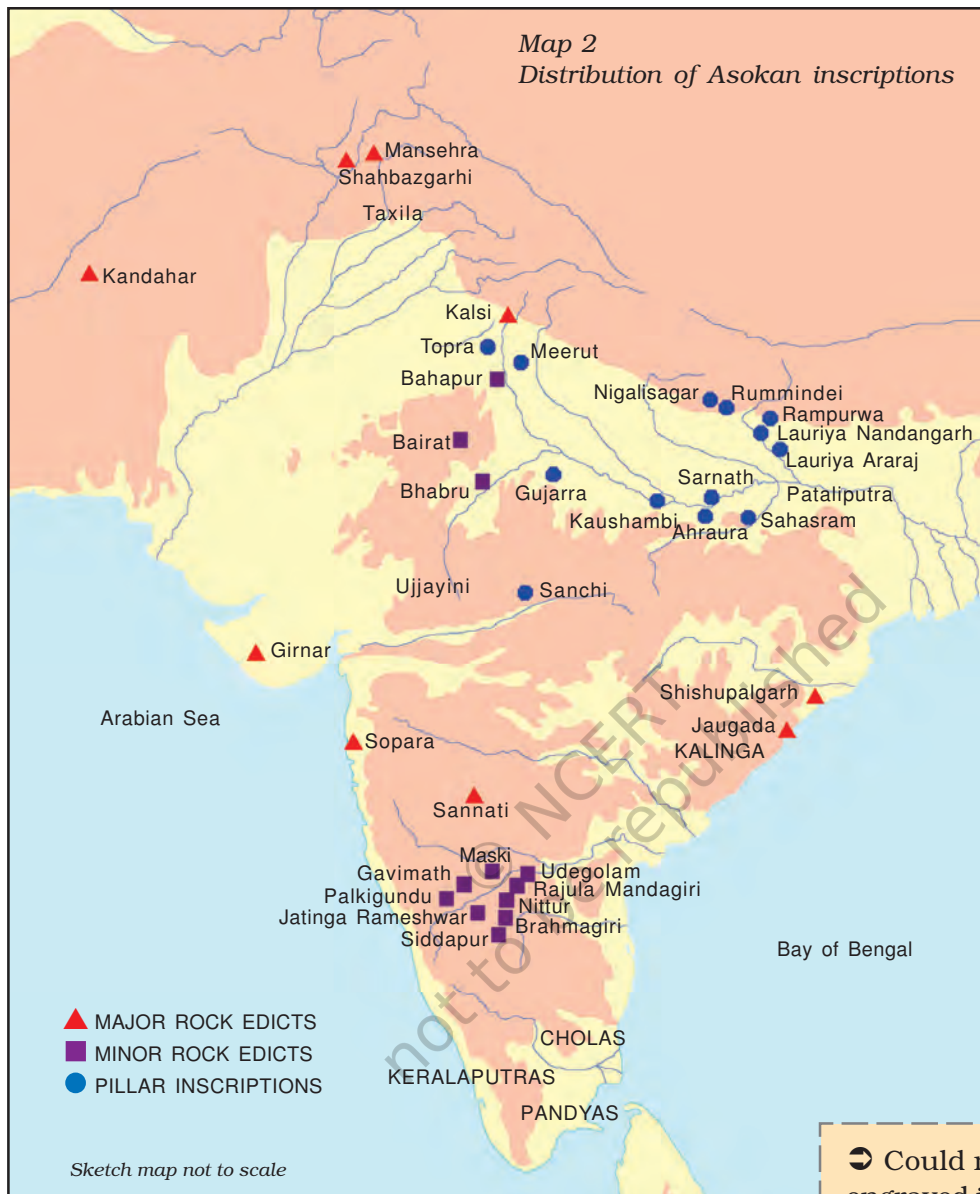 Map 2
Distribution of Asokan inscriptions
Mansehra
Shahbazgarhi
Taxila
Kandahar
Kalsi
Topra
Meerut
Bahapur
Nigalisagar
Rummindei
Rampurwa
Bairat
Lauriya Nandangarh
Lauriya Araraj
Bhabru
Gujarra
Sarnath
Pataliputra
Kaushambi
Ahraura
Sahasram
Ujjayini
Sanchi
Girnar
Shishupalgarh
Arabian Sea
Jaugada
Sopara
KALINGA
Sannati
Maski
Gavimath
Udegolam
Palkigundu
Rajula Mandagiri
Nittur
Jatinga Rameshwar
Brahmagiri
Siddapur
Bay of Bengal
MAJOR ROCK EDICTS
MINOR ROCK EDICTS
PILLAR INSCRIPTIONS
CHOLAS
KERALAPUTRAS
PANDYAS
Sketch map not to scale
© NCERT
not to be republished
➲ Could